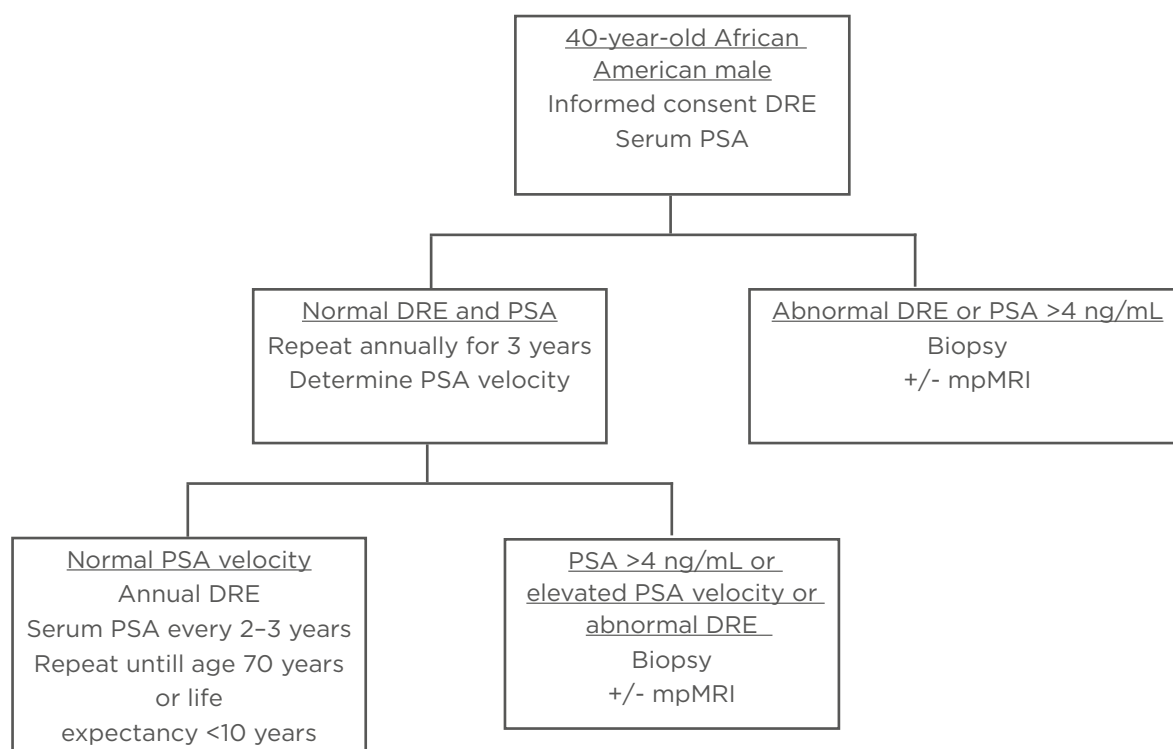 40-year-old African
American male
Informed consent DRE
Serum PSA
Normal DRE and PSA
Repeat annually for 3 years
Determine PSA velocity
Abnormal DRE or PSA >4 ng/mL
Biopsy
+/- mpMRI
Normal PSA velocity
Annual DRE
Serum PSA every 2–3 years
Repeat untill age 70 years
or life
expectancy <10 years
PSA >4 ng/mL or
elevated PSA velocity or
abnormal DRE
Biopsy
+/- mpMRI